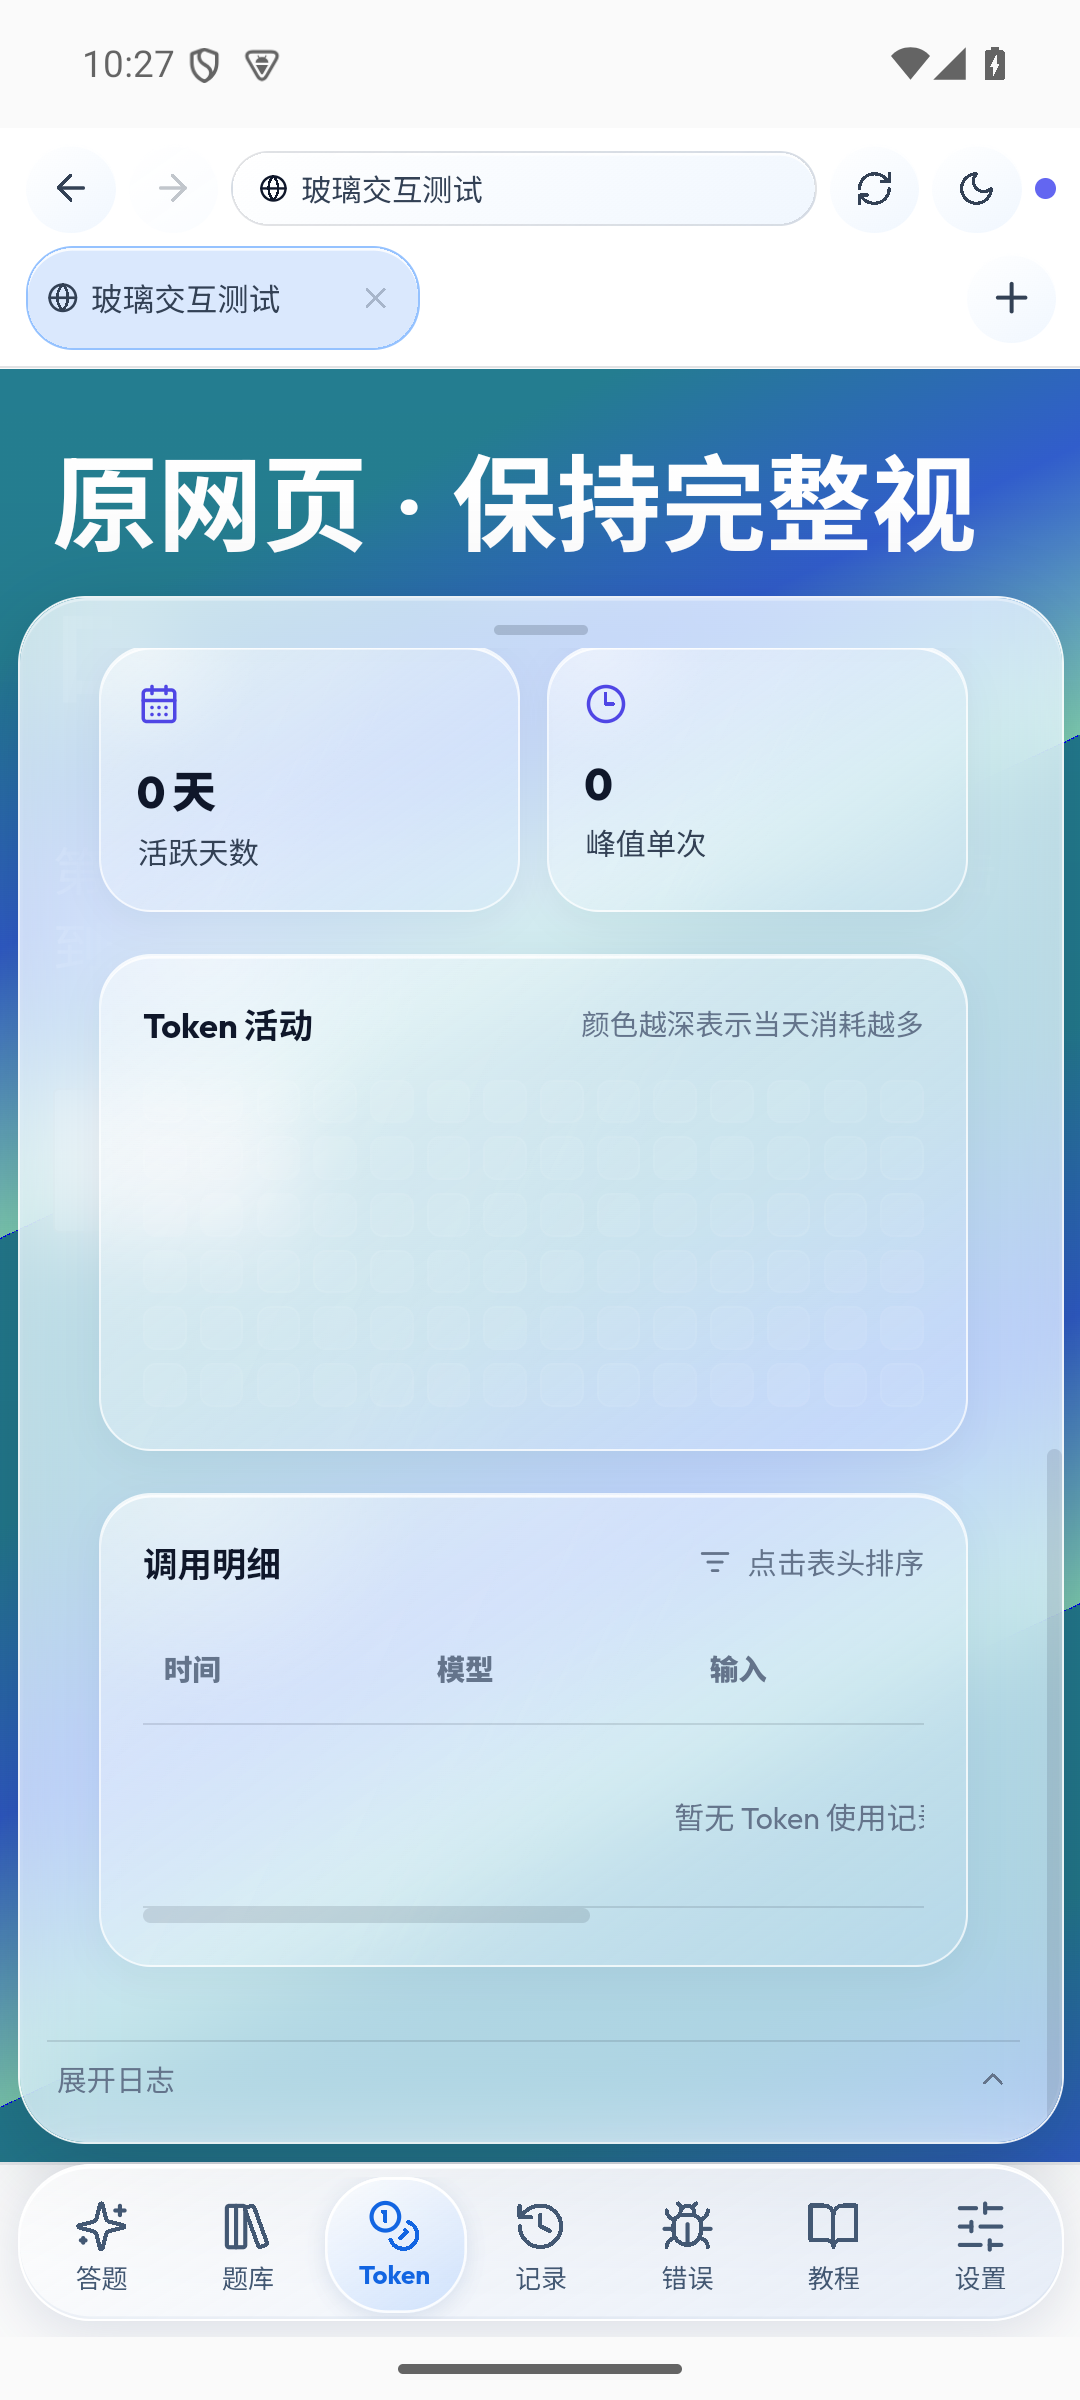 10:27
玻璃交互测试
玻璃交互测试
原网页 · 保持完整视
0 天
活跃天数
0
峰值单次
第
到
Token 活动
颜色越深表示当天消耗越多
调用明细
点击表头排序
时间 模型 输入
暂无 Token 使用记
展开日志
答题 题库 Token 记录 错误 教程 设置